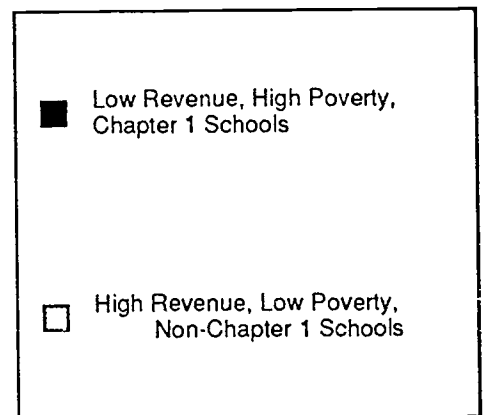 Low Revenue, High Poverty,
Chapter 1 Schools
High Revenue, Low Poverty,
Non-Chapter 1 Schools